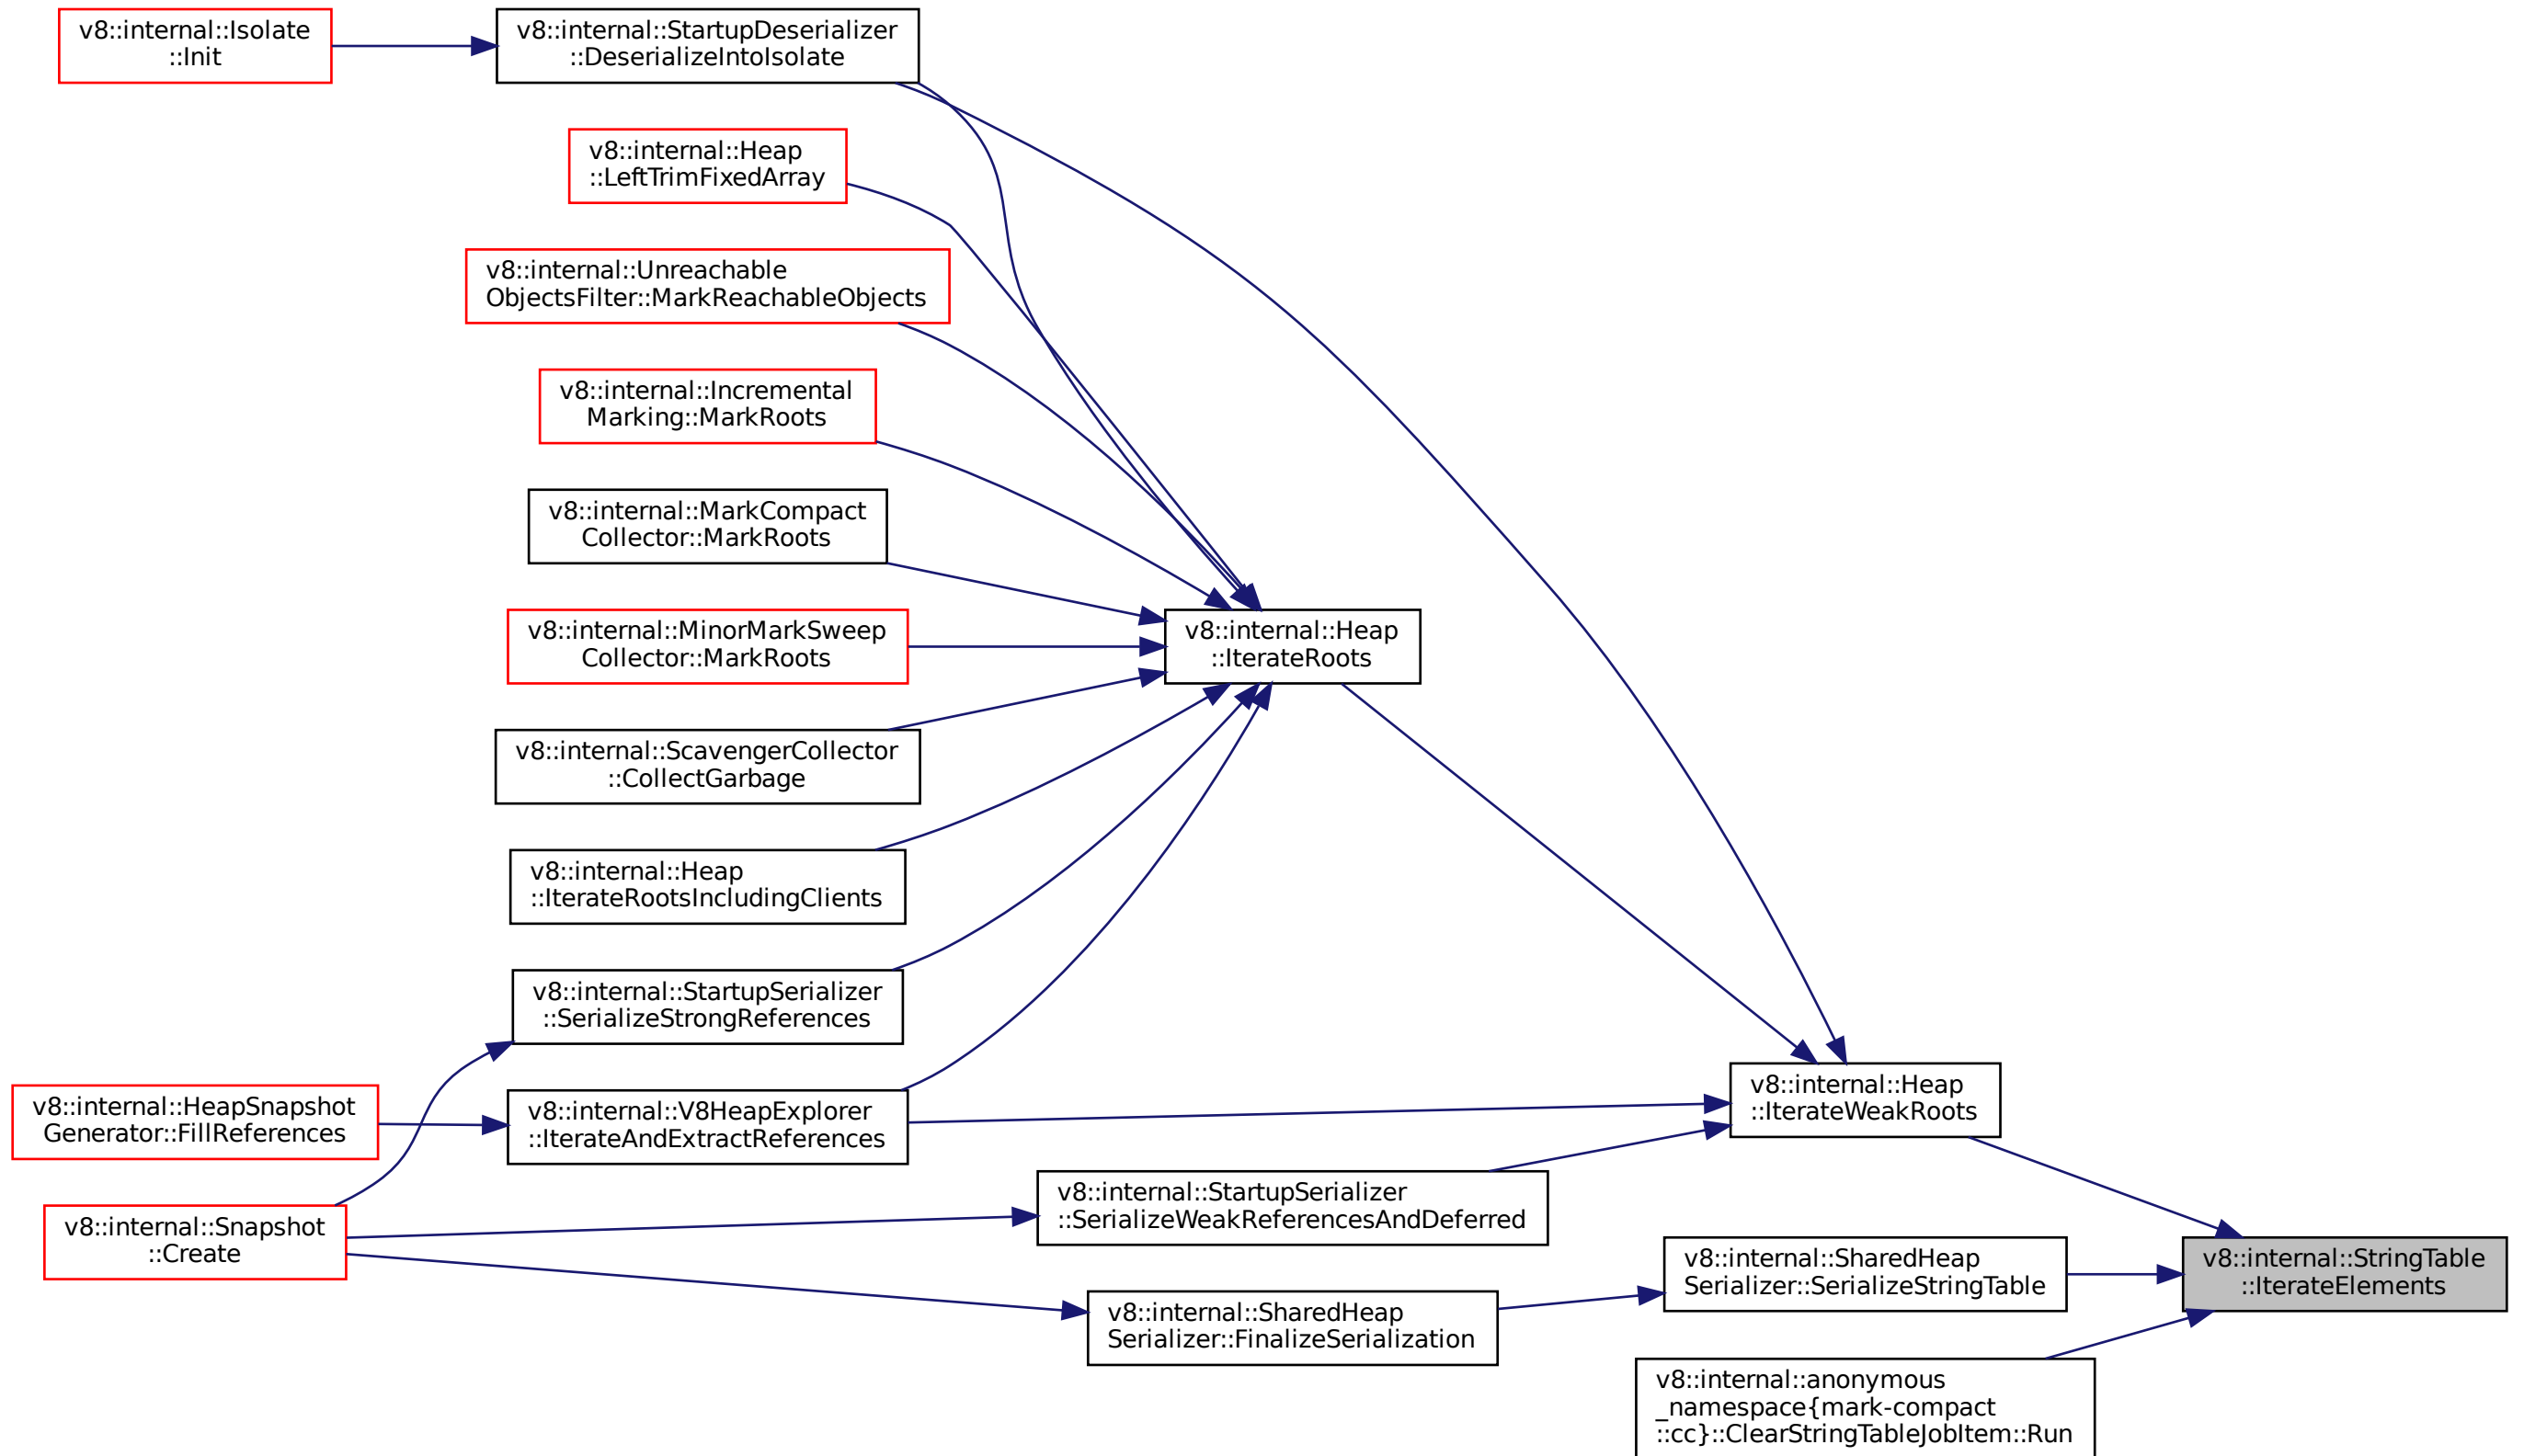 v8::internal::Isolate
::Init
v8::internal::StartupDeserializer
::DeserializeIntoIsolate
v8::internal::Heap
::LeftTrimFixedArray
v8::internal::Unreachable
ObjectsFilter::MarkReachableObjects
v8::internal::Incremental
Marking::MarkRoots
v8::internal::MarkCompact
Collector::MarkRoots
v8::internal::MinorMarkSweep
Collector::MarkRoots
v8::internal::Heap
::IterateRoots
v8::internal::ScavengerCollector
::CollectGarbage
v8::internal::Heap
::IterateRootsIncludingClients
v8::internal::StartupSerializer
::SerializeStrongReferences
v8::internal::HeapSnapshot
Generator::FillReferences
v8::internal::V8HeapExplorer
::IterateAndExtractReferences
v8::internal::Heap
::IterateWeakRoots
v8::internal::Snapshot
::Create
v8::internal::StartupSerializer
::SerializeWeakReferencesAndDeferred
v8::internal::SharedHeap
Serializer::SerializeStringTable
v8::internal::StringTable
::IterateElements
v8::internal::SharedHeap
Serializer::FinalizeSerialization
v8::internal::anonymous
_namespace{mark-compact
::cc}::ClearStringTableJobItem::Run